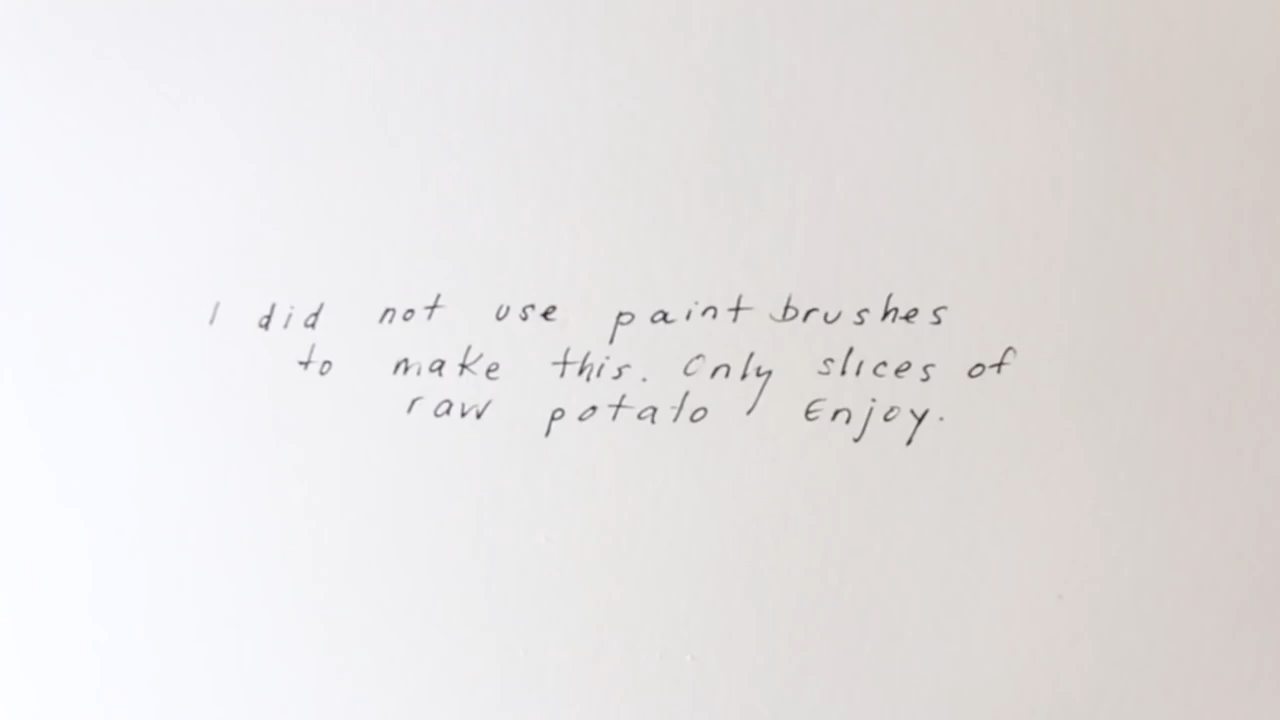 I did not use paint brushes
to make this. Only slices of
raw potato Enjoy.